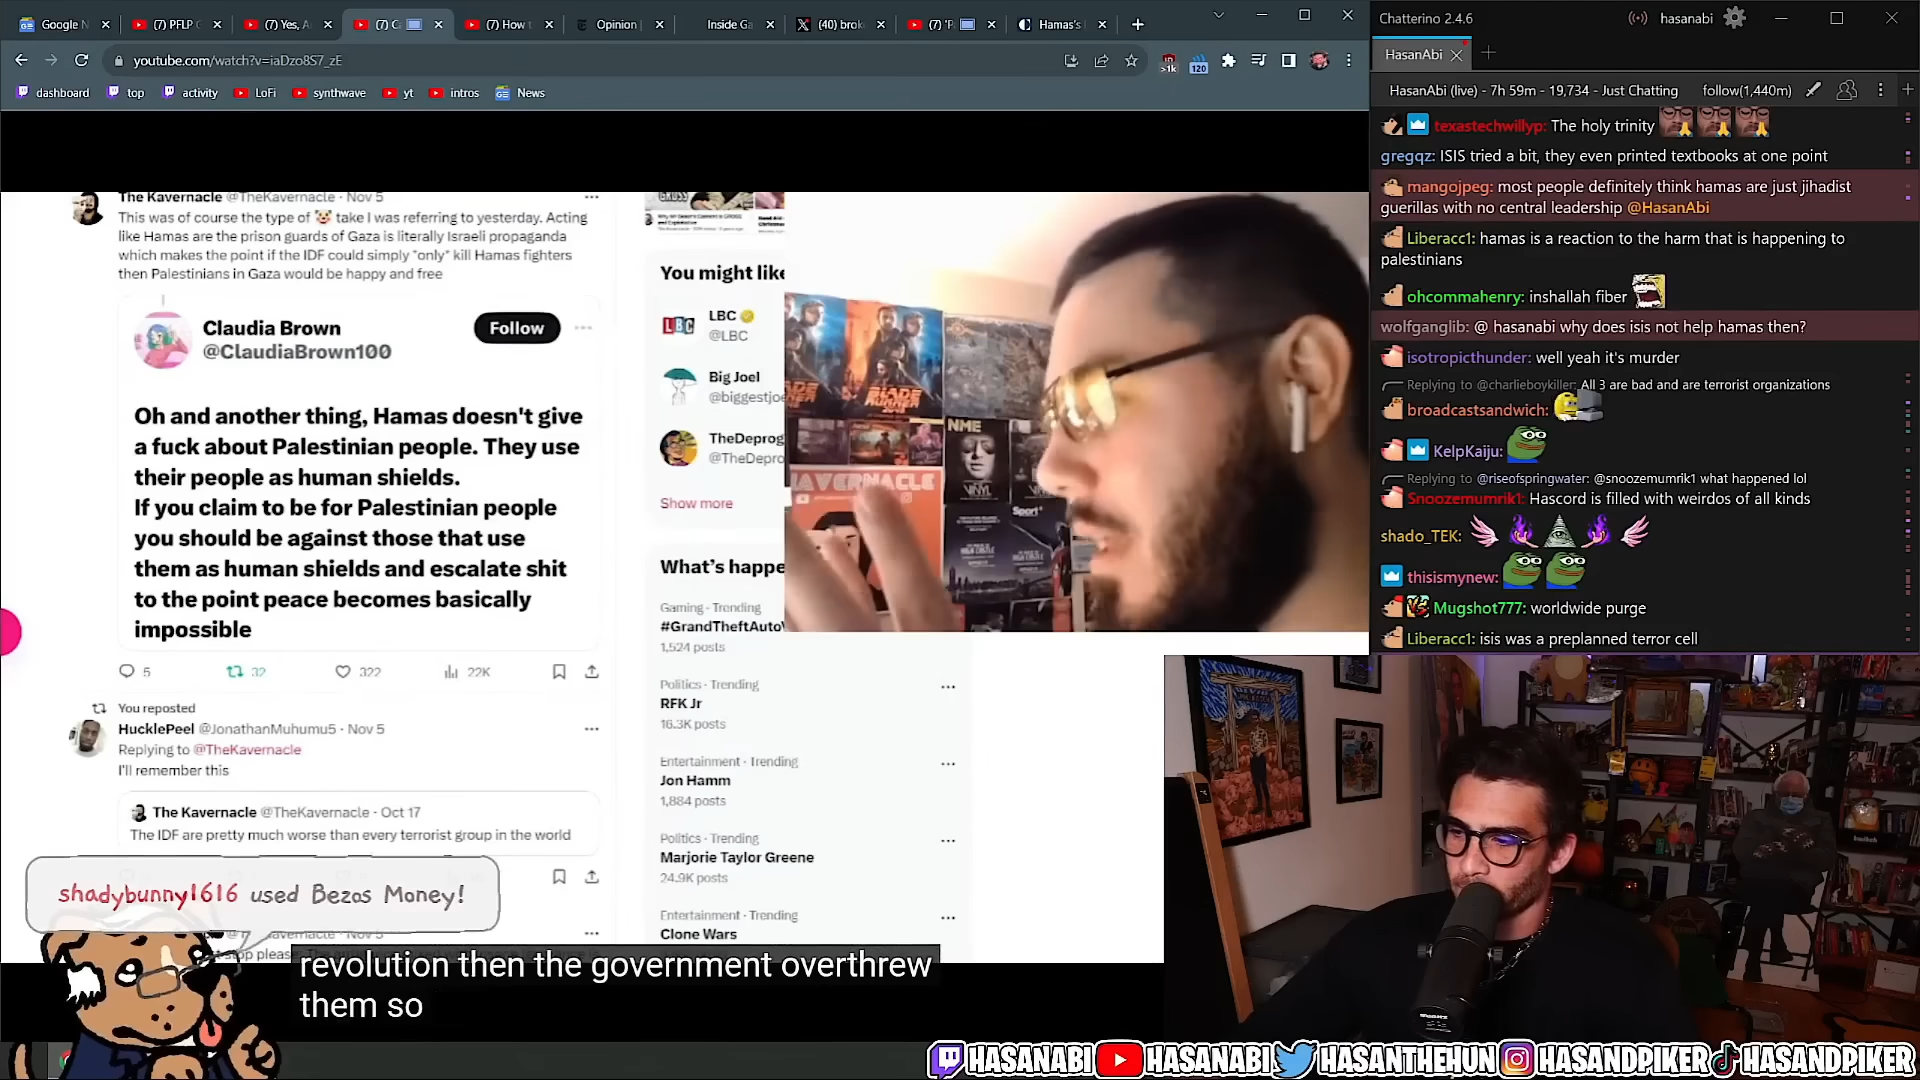 Google N
(7) PFLP
(7) Yes, A
(7) C
(7) How t
Opinion
Inside Ga
(40) brok
(7) 'P
Hamas's
youtube.com/watch?v=iaDzo8S7_zE
>1k
120
dashboard
top
activity
LoFi
synthwave
yt
intros
News
The Kavernacle @TheKavernacle · Nov 5
This was of course the type of 🤡 take I was referring to yesterday. Acting
like Hamas are the prison guards of Gaza is literally Israeli propaganda
which makes the point if the IDF could simply *only* kill Hamas fighters
then Palestinians in Gaza would be happy and free
Claudia Brown
@ClaudiaBrown100
Follow
Oh and another thing, Hamas doesn't give
a fuck about Palestinian people. They use
their people as human shields.
If you claim to be for Palestinian people
you should be against those that use
them as human shields and escalate shit
to the point peace becomes basically
impossible
5
32
322
22K
You reposted
HucklePeel @JonathanMuhumu5 · Nov 5
Replying to @TheKavernacle
I'll remember this
The Kavernacle @TheKavernacle · Oct 17
The IDF are pretty much worse than every terrorist group in the world
stop please
You might like
LBC
@LBC
Big Joel
@biggestjoe
TheDeprog
@TheDepro
Show more
What's happe
Gaming · Trending
#GrandTheftAutoV
1,524 posts
Politics · Trending
RFK Jr
16.3K posts
Entertainment · Trending
Jon Hamm
1,884 posts
Politics · Trending
Marjorie Taylor Greene
24.9K posts
Entertainment · Trending
Clone Wars
BLADE
NME
VINYL
Sport
KAVERNACLE
shadybunny1616 used Bezos Money!
revolution then the government overthrew
them so
Chatterino 2.4.6
hasanabi
HasanAbi
HasanAbi (live) - 7h 59m - 19,734 - Just Chatting
follow(1,440m)
texastechwillyp: The holy trinity
gregqz: ISIS tried a bit, they even printed textbooks at one point
mangojpeg: most people definitely think hamas are just jihadist
guerillas with no central leadership @HasanAbi
Liberacc1: hamas is a reaction to the harm that is happening to
palestinians
ohcommahenry: inshallah fiber
wolfganglib: @ hasanabi why does isis not help hamas then?
isotropicthunder: well yeah it's murder
Replying to @charlieboykiller: All 3 are bad and are terrorist organizations
broadcastsandwich:
KelpKaiju:
Replying to @riseofspringwater: @snoozemumrik1 what happened lol
Snoozemumrik1: Hascord is filled with weirdos of all kinds
shado_TEK:
thisismynew:
Mugshot777: worldwide purge
Liberacc1: isis was a preplanned terror cell
HASANABI
HASANABI
HASANTHEHUN
HASANDPIKER
HASANDPIKER